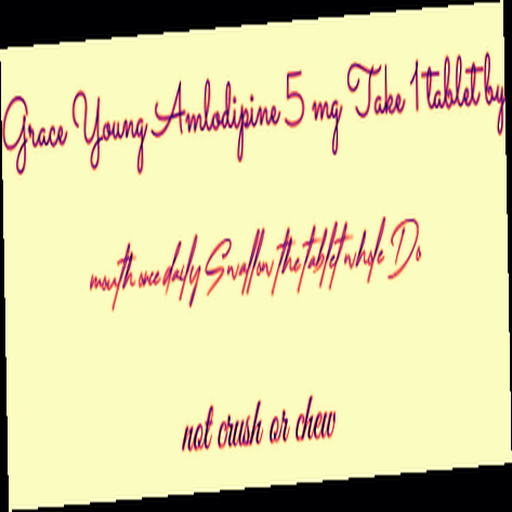 Grace Young Amlodipine 5 mg Take 1 tablet by
mouth once daily Swallow the tablet whole Do
not crush or chew